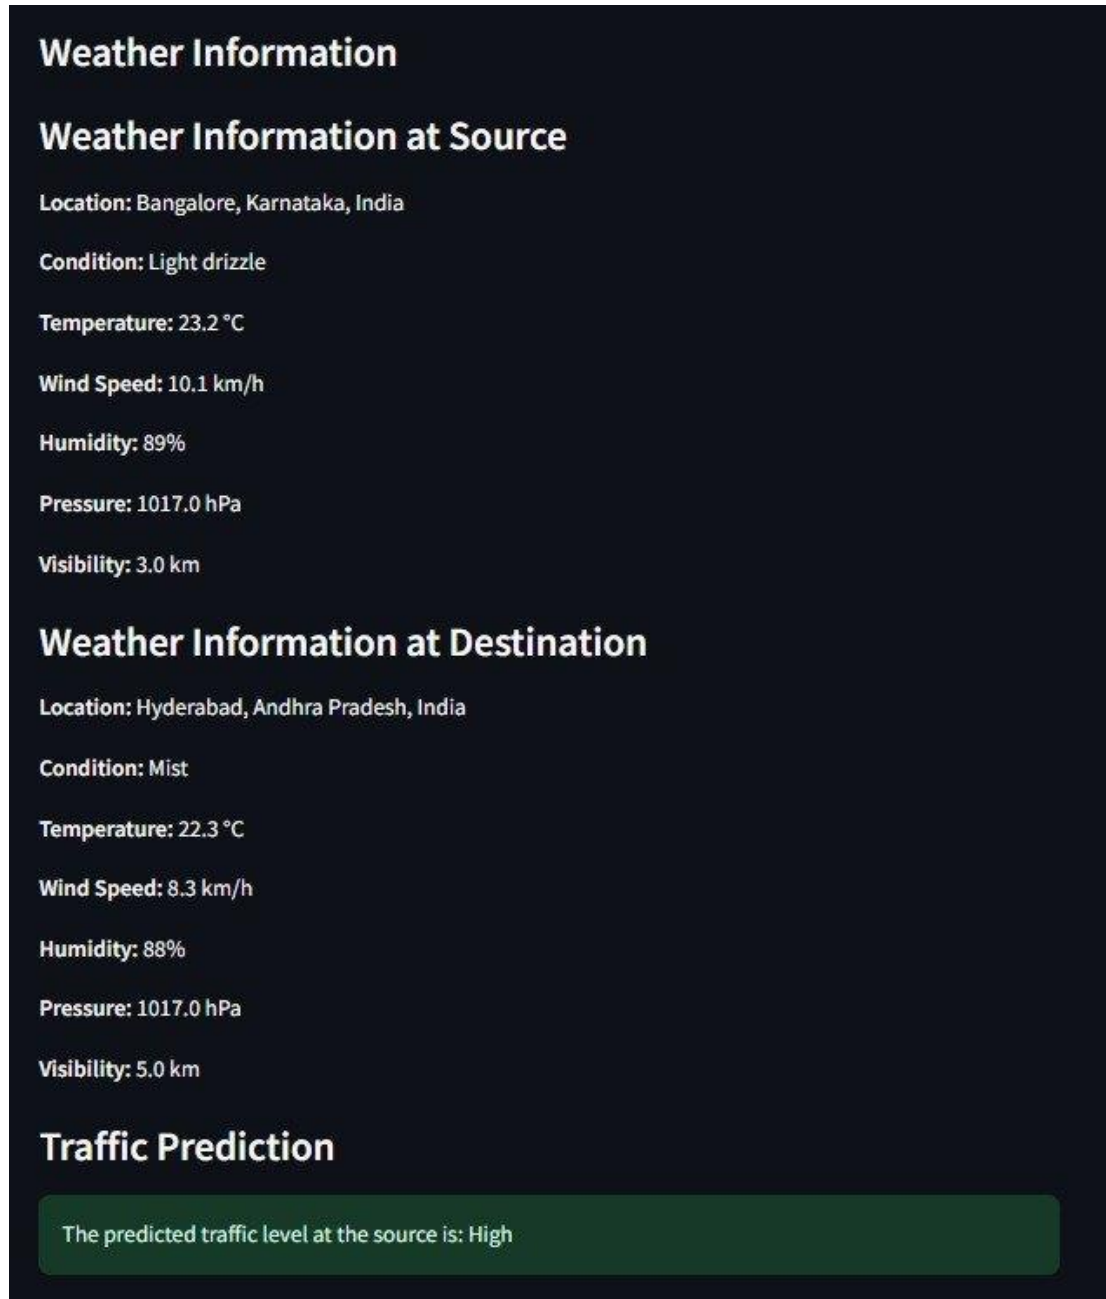 Weather Information
Weather Information at Source
Location: Bangalore, Karnataka, India
Condition: Light drizzle
Temperature: 23.2 °C
Wind Speed: 10.1 km/h
Humidity: 89%
Pressure: 1017.0 hPa
Visibility: 3.0 km
Weather Information at Destination
Location: Hyderabad, Andhra Pradesh, India
Condition: Mist
Temperature: 22.3 °C
Wind Speed: 8.3 km/h
Humidity: 88%
Pressure: 1017.0 hPa
Visibility: 5.0 km
Traffic Prediction
The predicted traffic level at the source is: High